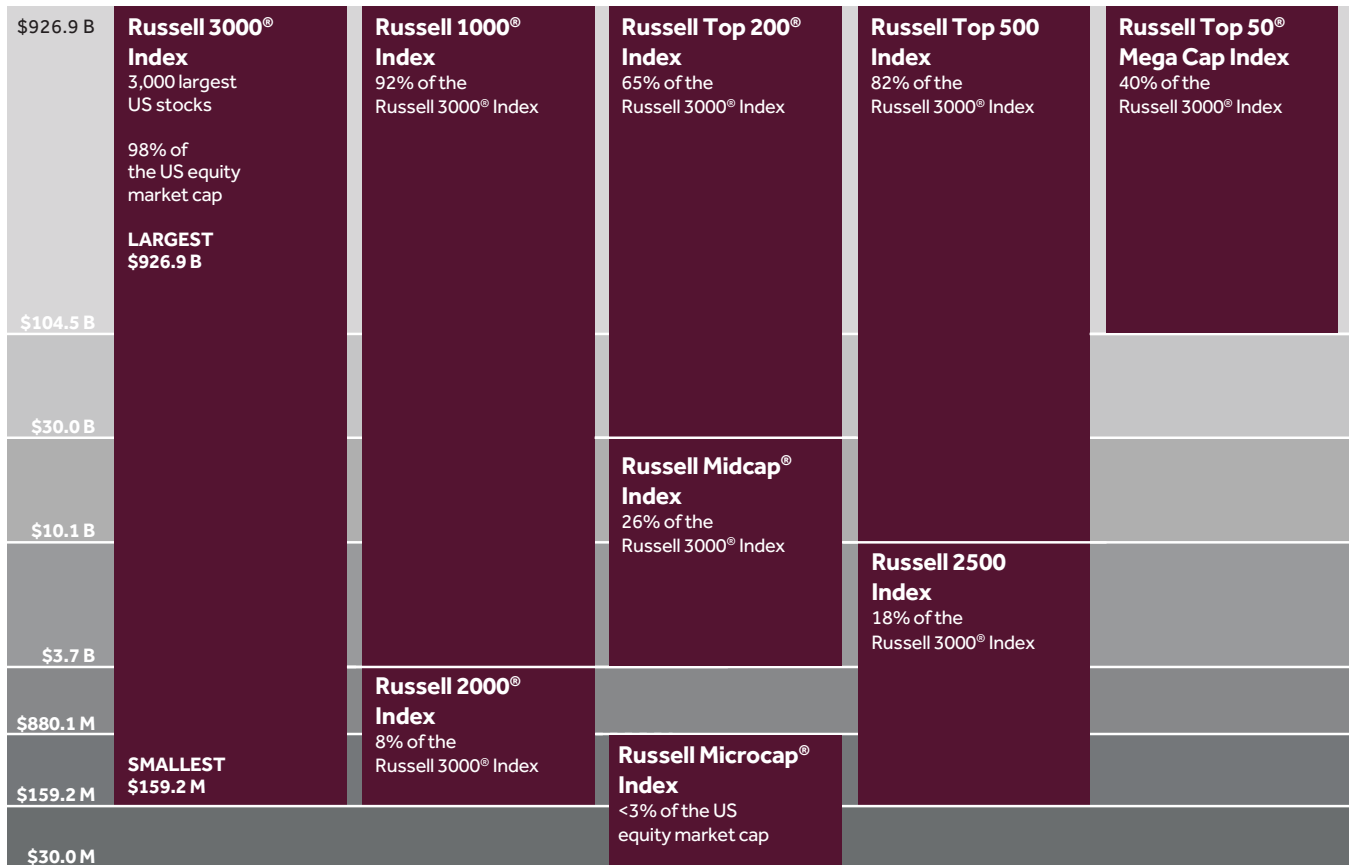 $926.9 B
$104.5 B
$30.0 B
$10.1 B
$3.7 B
$880.1 M
$159.2 M
$30.0 M
Russell 3000®
Index
3,000 largest
US stocks
98% of
the US equity
market cap
LARGEST
$926.9 B
SMALLEST
$159.2 M
Russell 1000®
Index
92% of the
Russell 3000® Index
Russell 2000®
Index
8% of the
Russell 3000® Index
Russell Top 200®
Index
65% of the
Russell 3000® Index
Russell Midcap®
Index
26% of the
Russell 3000® Index
Russell Microcap®
Index
<3% of the US
equity market cap
Russell Top 500
Index
82% of the
Russell 3000® Index
Russell 2500
Index
18% of the
Russell 3000® Index
Russell Top 50®
Mega Cap Index
40% of the
Russell 3000® Index